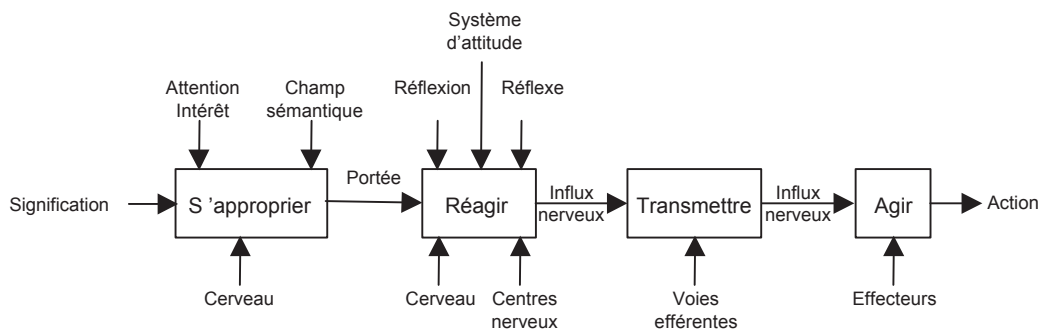 Système
d'attitude
Attention
Intérêt
Champ
sémantique
Réflexion
Réflexe
Signification
S 'approprier
Portée
Réagir
Influx
nerveux
Transmettre
Influx
nerveux
Agir
Action
Cerveau
Cerveau
Centres
nerveux
Voies
efférentes
Effecteurs